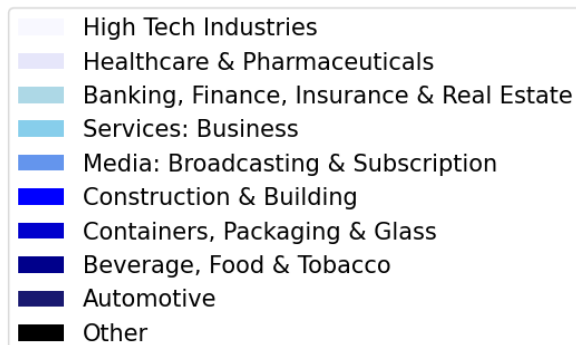 High Tech Industries
Healthcare & Pharmaceuticals
Banking, Finance, Insurance & Real Estate
Services: Business
Media: Broadcasting & Subscription
Construction & Building
Containers, Packaging & Glass
Beverage, Food & Tobacco
Automotive
Other